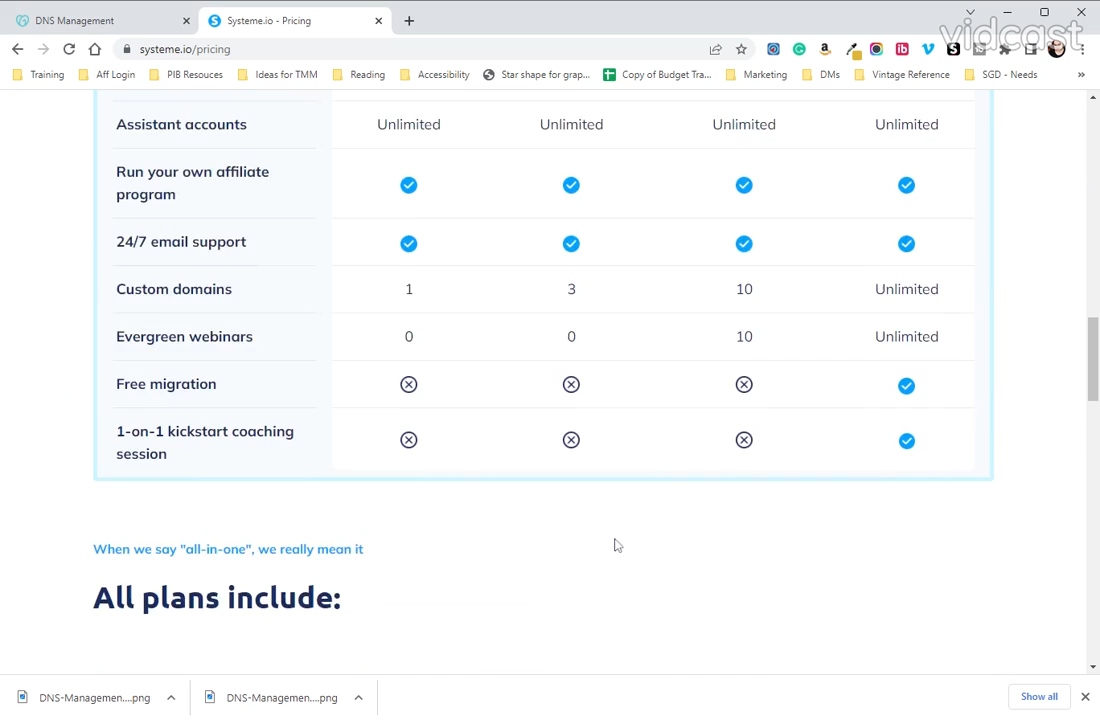 DNS Management
Systeme.io - Pricing
vidcast
systeme.io/pricing
Training
Aff Login
PIB Resouces
Ideas for TMM
Reading
Accessibility
Star shape for grap...
Copy of Budget Tra...
Marketing
DMs
Vintage Reference
SGD - Needs
»
Assistant accounts Unlimited Unlimited Unlimited Unlimited
Run your own affiliate
program
24/7 email support
Custom domains 1 3 10 Unlimited
Evergreen webinars 0 0 10 Unlimited
Free migration
1-on-1 kickstart coaching
session
When we say "all-in-one", we really mean it
All plans include:
DNS-Managemen....png
DNS-Managemen....png
Show all